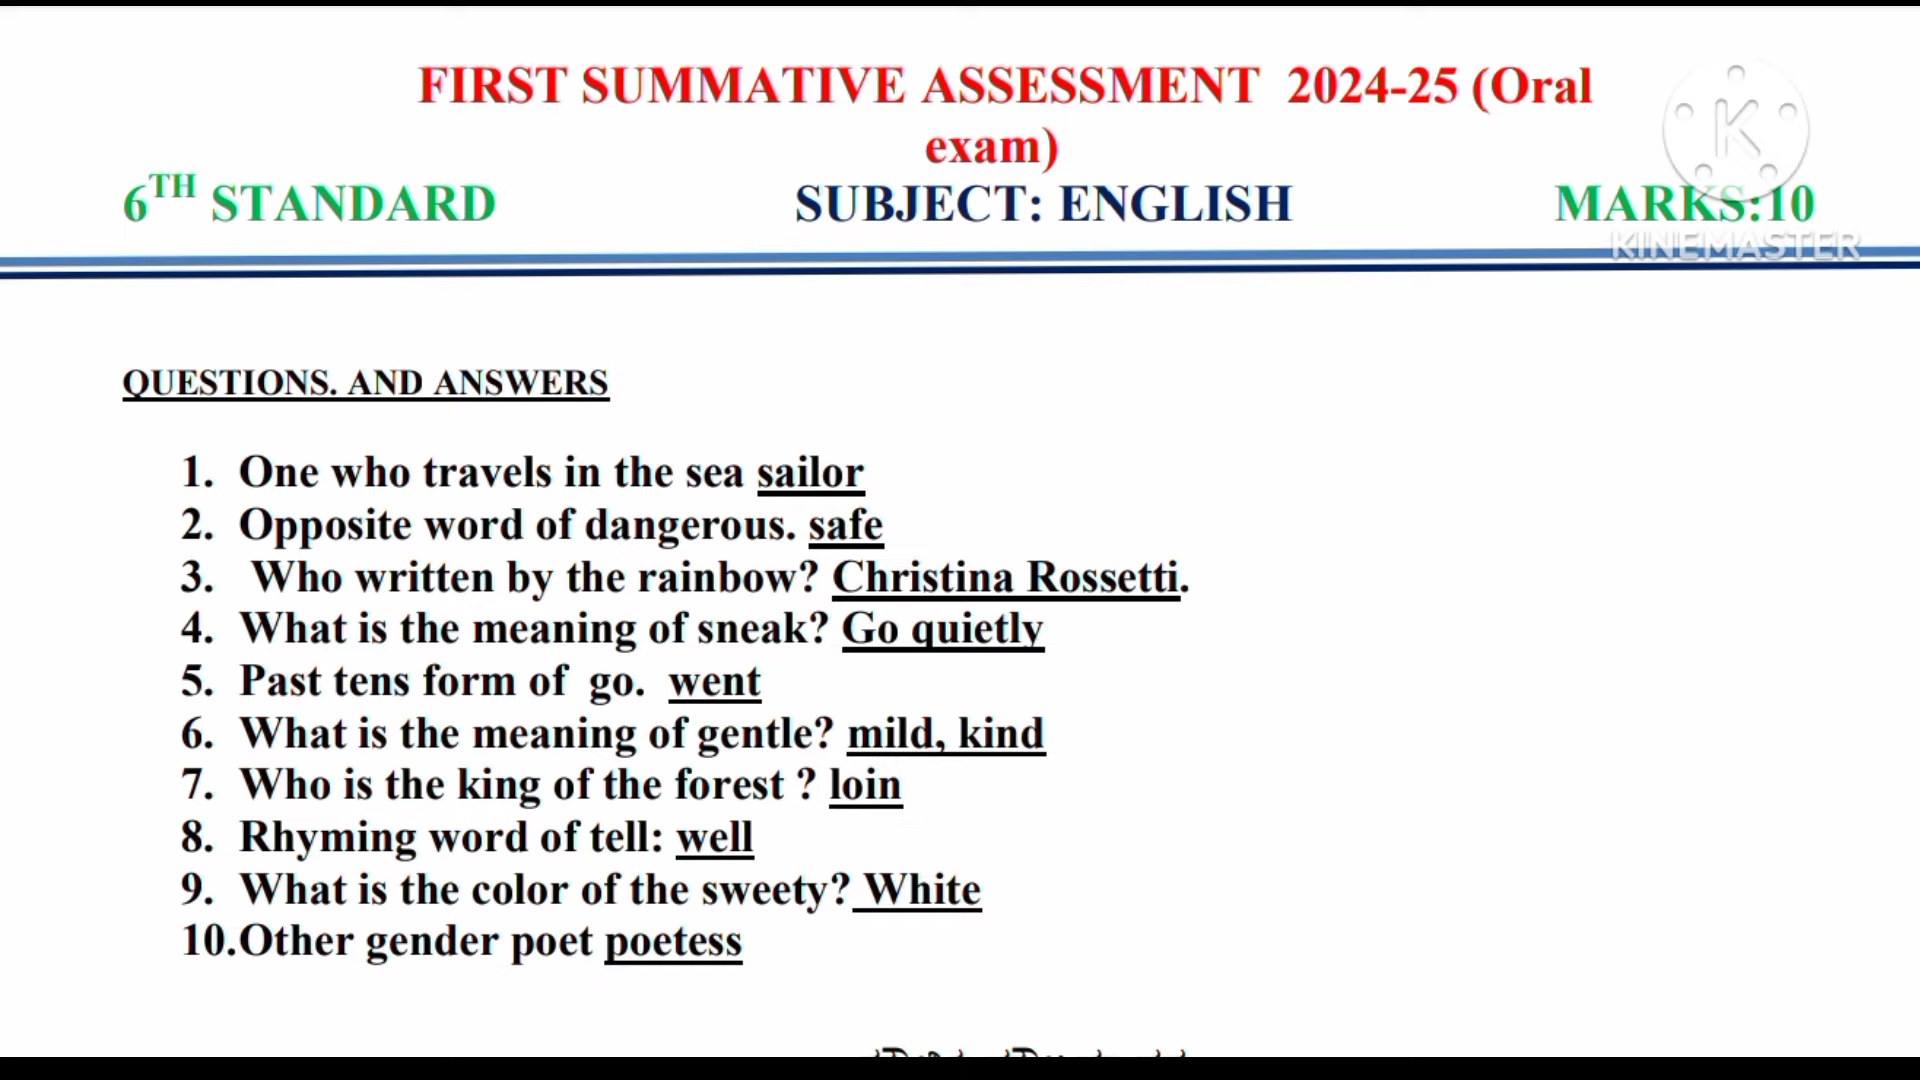 FIRST SUMMATIVE ASSESSMENT 2024-25 (Oral
exam)
6TH STANDARD SUBJECT: ENGLISH MARKS:10
KINEMASTER
QUESTIONS. AND ANSWERS
1. One who travels in the sea sailor
2. Opposite word of dangerous. safe
3. Who written by the rainbow? Christina Rossetti.
4. What is the meaning of sneak? Go quietly
5. Past tens form of go. went
6. What is the meaning of gentle? mild, kind
7. Who is the king of the forest ? loin
8. Rhyming word of tell: well
9. What is the color of the sweety? White
10.Other gender poet poetess